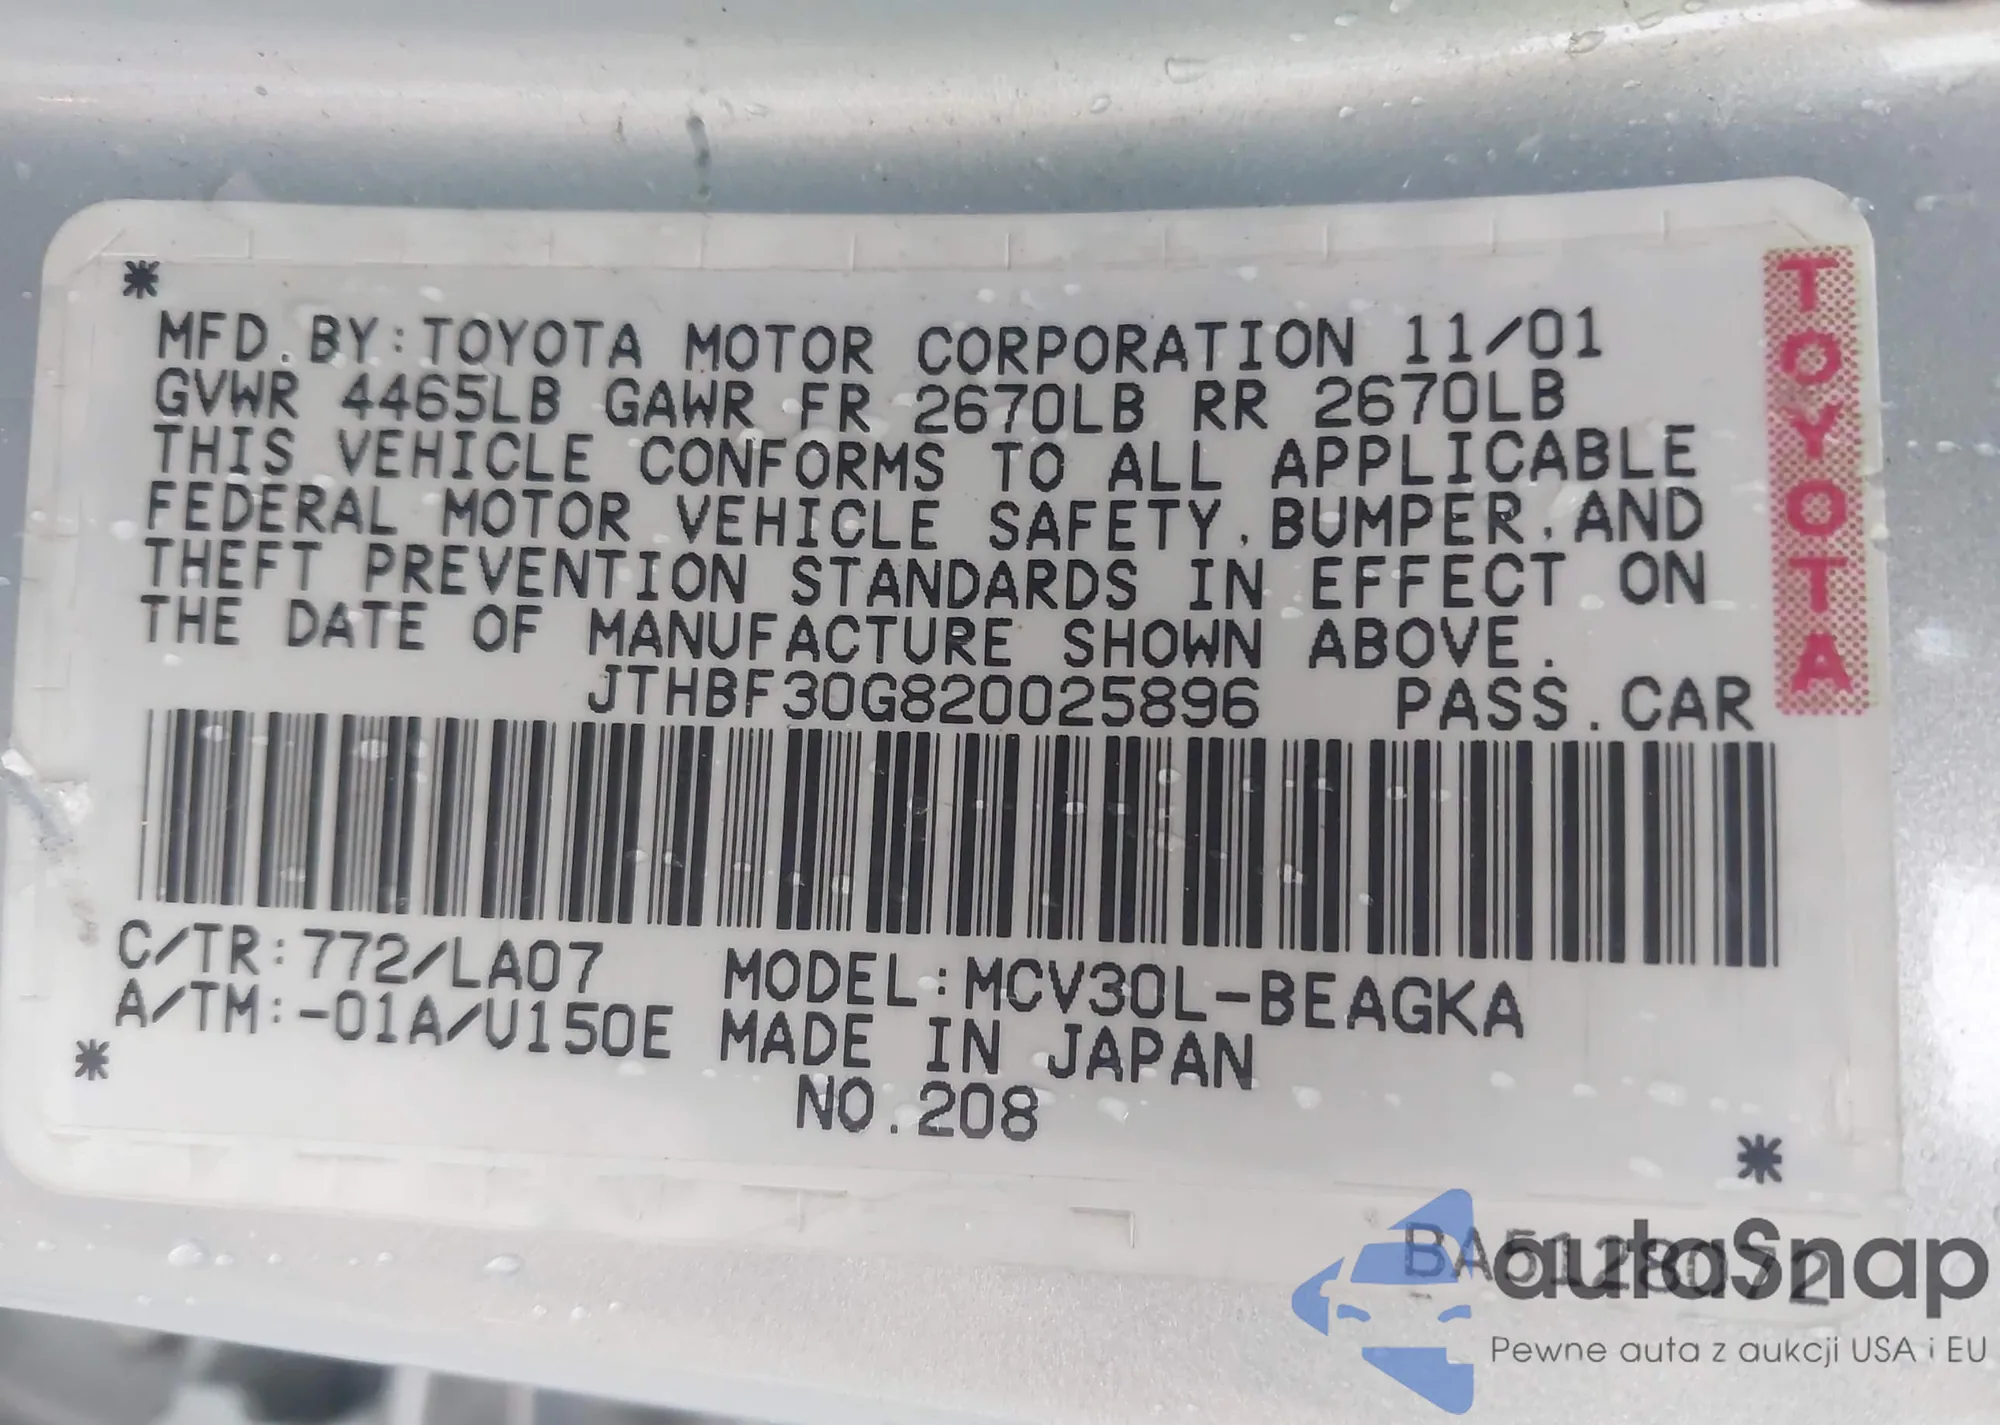 MFD. BY: TOYOTA MOTOR CORPORATION 11/01
GVWR 4465LB GAWR FR 2670LB RR 2670LB
THIS VEHICLE CONFORMS TO ALL APPLICABLE
FEDERAL MOTOR VEHICLE SAFETY, BUMPER, AND
THEFT PREVENTION STANDARDS IN EFFECT ON
THE DATE OF MANUFACTURE SHOWN ABOVE.
JTHBF30G820025896 PASS. CAR
C/TR: 772/LA07 MODEL: MCV30L-BEAGKA
A/TM: -01A/U150E MADE IN JAPAN
NO. 208
TOYOTA
BA5128072
autoSnap
Pewne auta z aukcji USA i EU